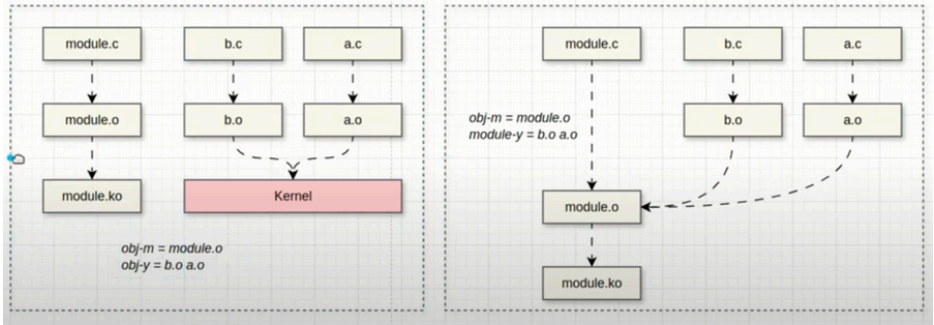 module.c
b.c
a.c
module.o
b.o
a.o
module.ko
Kernel
obj-m = module.o
obj-y = b.o a.o
module.c
b.c
a.c
obj-m = module.o
module-y = b.o a.o
b.o
a.o
module.o
module.ko